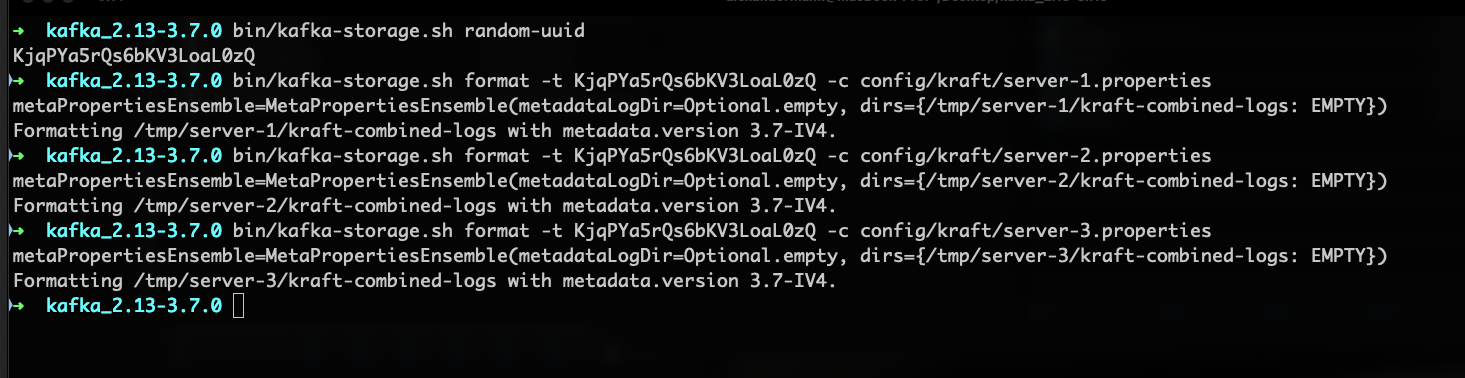 ➜ kafka_2.13-3.7.0 bin/kafka-storage.sh random-uuid
KjqPYa5rQs6bKV3LoaL0zQ
➜ kafka_2.13-3.7.0 bin/kafka-storage.sh format -t KjqPYa5rQs6bKV3LoaL0zQ -c config/kraft/server-1.properties
metaPropertiesEnsemble=MetaPropertiesEnsemble(metadataLogDir=Optional.empty, dirs={/tmp/server-1/kraft-combined-logs: EMPTY})
Formatting /tmp/server-1/kraft-combined-logs with metadata.version 3.7-IV4.
➜ kafka_2.13-3.7.0 bin/kafka-storage.sh format -t KjqPYa5rQs6bKV3LoaL0zQ -c config/kraft/server-2.properties
metaPropertiesEnsemble=MetaPropertiesEnsemble(metadataLogDir=Optional.empty, dirs={/tmp/server-2/kraft-combined-logs: EMPTY})
Formatting /tmp/server-2/kraft-combined-logs with metadata.version 3.7-IV4.
➜ kafka_2.13-3.7.0 bin/kafka-storage.sh format -t KjqPYa5rQs6bKV3LoaL0zQ -c config/kraft/server-3.properties
metaPropertiesEnsemble=MetaPropertiesEnsemble(metadataLogDir=Optional.empty, dirs={/tmp/server-3/kraft-combined-logs: EMPTY})
Formatting /tmp/server-3/kraft-combined-logs with metadata.version 3.7-IV4.
➜ kafka_2.13-3.7.0